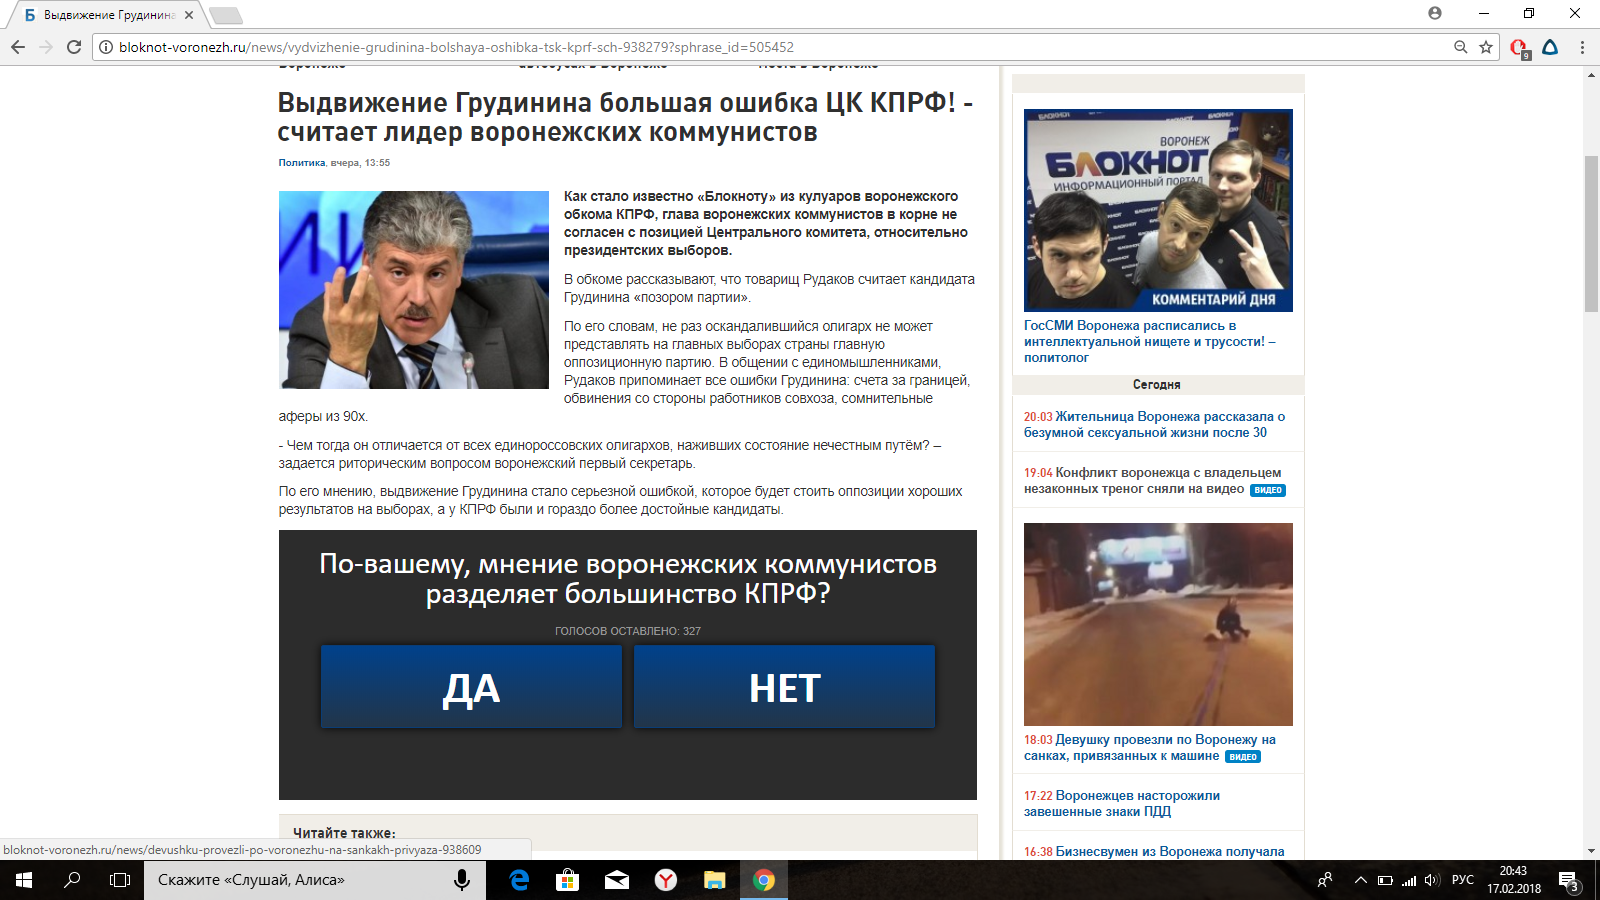 Выдвижение Грудинина
bloknot-voronezh.ru/news/vydvizhenie-grudinina-bolshaya-oshibka-tsk-kprf-sch-938279?sphrase_id=505452
9
Воронеже
автобусах в Воронеже
моста в Воронеже
Выдвижение Грудинина большая ошибка ЦК КПРФ! -
считает лидер воронежских коммунистов
Политика, вчера, 13:55
Как стало известно «Блокноту» из кулуаров воронежского
обкома КПРФ, глава воронежских коммунистов в корне не
согласен с позицией Центрального комитета, относительно
президентских выборов.
В обкоме рассказывают, что товарищ Рудаков считает кандидата
Грудинина «позором партии».
По его словам, не раз оскандалившийся олигарх не может
представлять на главных выборах страны главную
оппозиционную партию. В общении с единомышленниками,
Рудаков припоминает все ошибки Грудинина: счета за границей,
обвинения со стороны работников совхоза, сомнительные
аферы из 90х.
- Чем тогда он отличается от всех единороссовских олигархов, наживших состояние нечестным путём? –
задается риторическим вопросом воронежский первый секретарь.
По его мнению, выдвижение Грудинина стало серьезной ошибкой, которое будет стоить оппозиции хороших
результатов на выборах, а у КПРФ были и гораздо более достойные кандидаты.
По-вашему, мнение воронежских коммунистов
разделяет большинство КПРФ?
ГОЛОСОВ ОСТАВЛЕНО: 327
ДА
НЕТ
Читайте также:
ВОРОНЕЖ
БЛОКНОТ
ИНФОРМАЦИОННЫЙ ПОРТАЛ
КОММЕНТАРИЙ ДНЯ
ГосСМИ Воронежа расписались в
интеллектуальной нищете и трусости! –
политолог
Сегодня
20:03 Жительница Воронежа рассказала о
безумной сексуальной жизни после 30
19:04 Конфликт воронежца с владельцем
незаконных треног сняли на видео ВИДЕО
18:03 Девушку провезли по Воронежу на
санках, привязанных к машине ВИДЕО
17:22 Воронежцев насторожили
завешенные знаки ПДД
16:38 Бизнесвумен из Воронежа получала
bloknot-voronezh.ru/news/devushku-provezli-po-voronezhu-na-sankakh-privyaza-938609
Скажите «Слушай, Алиса»
РУС
20:43
17.02.2018
3